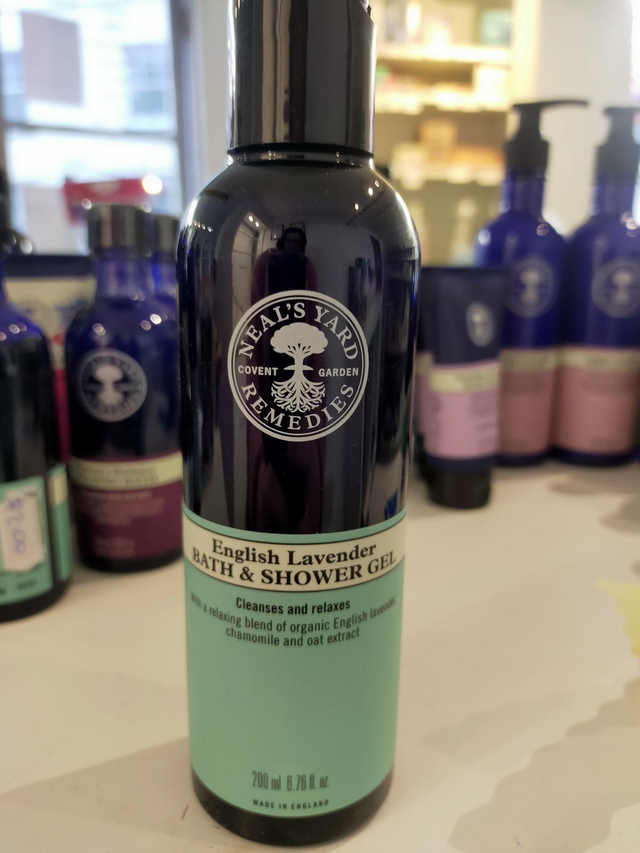 NEAL'S YARD
COVENT GARDEN
REMEDIES
English Lavender
BATH & SHOWER GEL
Cleanses and relaxes
With a relaxing blend of organic English lavender,
chamomile and oat extract
200 ml 6.76 fl. oz.
MADE IN ENGLAND